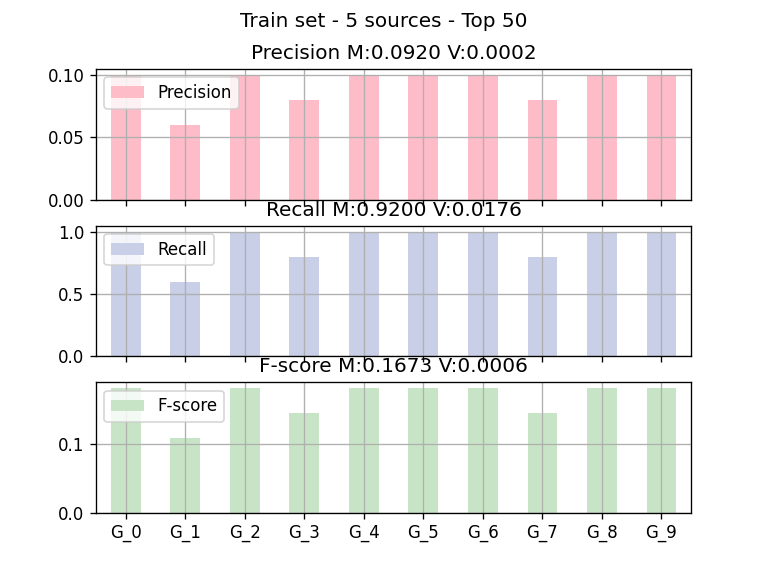 Train set - 5 sources - Top 50
Precision M:0.0920 V:0.0002
0.10
Precision
0.05
0.00
Recall M:0.9200 V:0.0176
1.0
Recall
0.5
0.0
F-score M:0.1673 V:0.0006
F-score
0.1
0.0
G_0 G_1 G_2 G_3 G_4 G_5 G_6 G_7 G_8 G_9